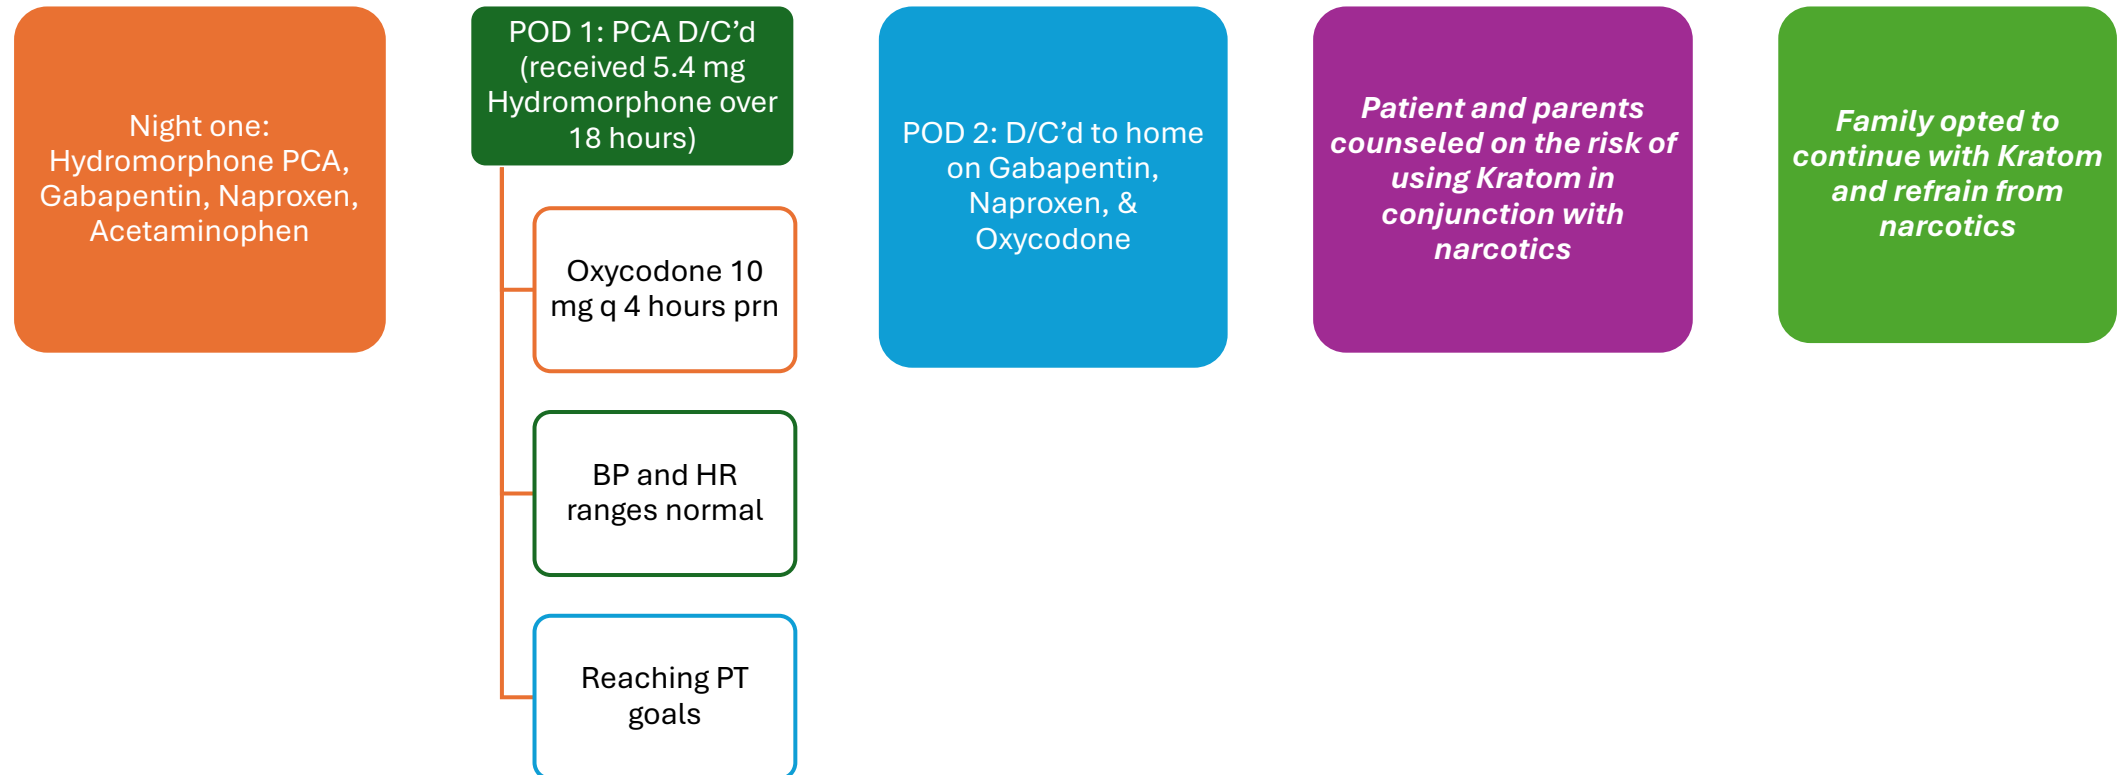 Night one:
Hydromorphone PCA,
Gabapentin, Naproxen,
Acetaminophen
POD 1: PCA D/C’d
(received 5.4 mg
Hydromorphone over
18 hours)
Oxycodone 10
mg q 4 hours prn
BP and HR
ranges normal
Reaching PT
goals
POD 2: D/C’d to home
on Gabapentin,
Naproxen, &
Oxycodone
Patient and parents
counseled on the risk of
using Kratom in
conjunction with
narcotics
Family opted to
continue with Kratom
and refrain from
narcotics